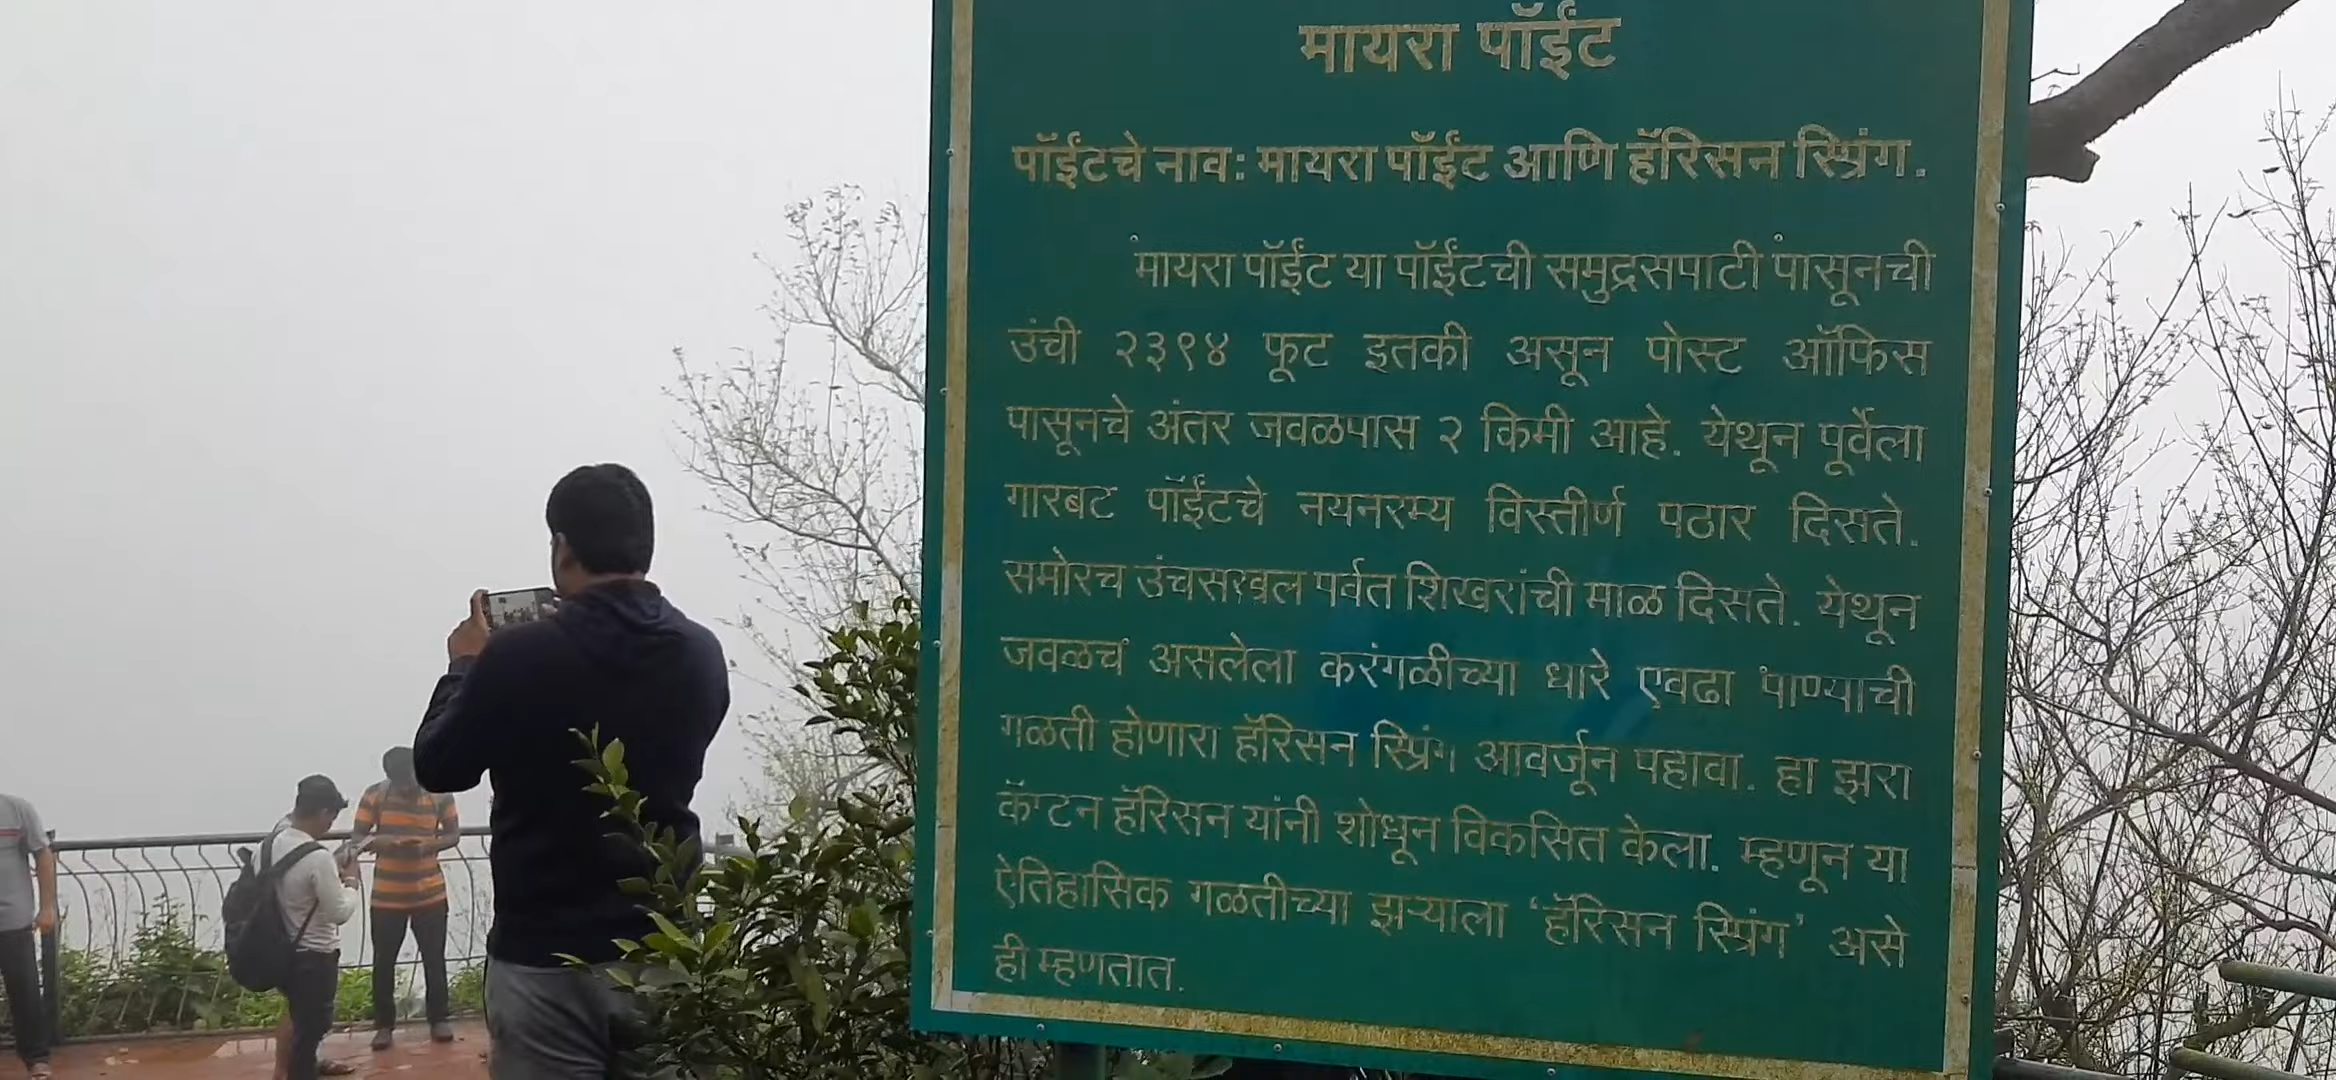 मायरा पॉईंट
पॉईंटचे नाव: मायरा पॉईंट आणि हॅरिसन स्प्रिंग.
मायरा पॉईंट या पॉईंटची समुद्रसपाटी पासूनची
उंची २३९४ फूट इतकी असून पोस्ट ऑफिस
पासूनचे अंतर जवळपास २ किमी आहे. येथून पूर्वेला
गारबट पॉईंटचे नयनरम्य विस्तीर्ण पठार दिसते.
समोरच उंचसखल पर्वत शिखरांची माळ दिसते. येथून
जवळच असलेला करंगळीच्या धारे एवढा पाण्याची
गळती होणारा हॅरिसन स्प्रिंग आवर्जून पहावा. हा झरा
कॅप्टन हॅरिसन यांनी शोधून विकसित केला. म्हणून या
ऐतिहासिक गळतीच्या झऱ्याला ‘हॅरिसन स्प्रिंग’ असे
ही म्हणतात.